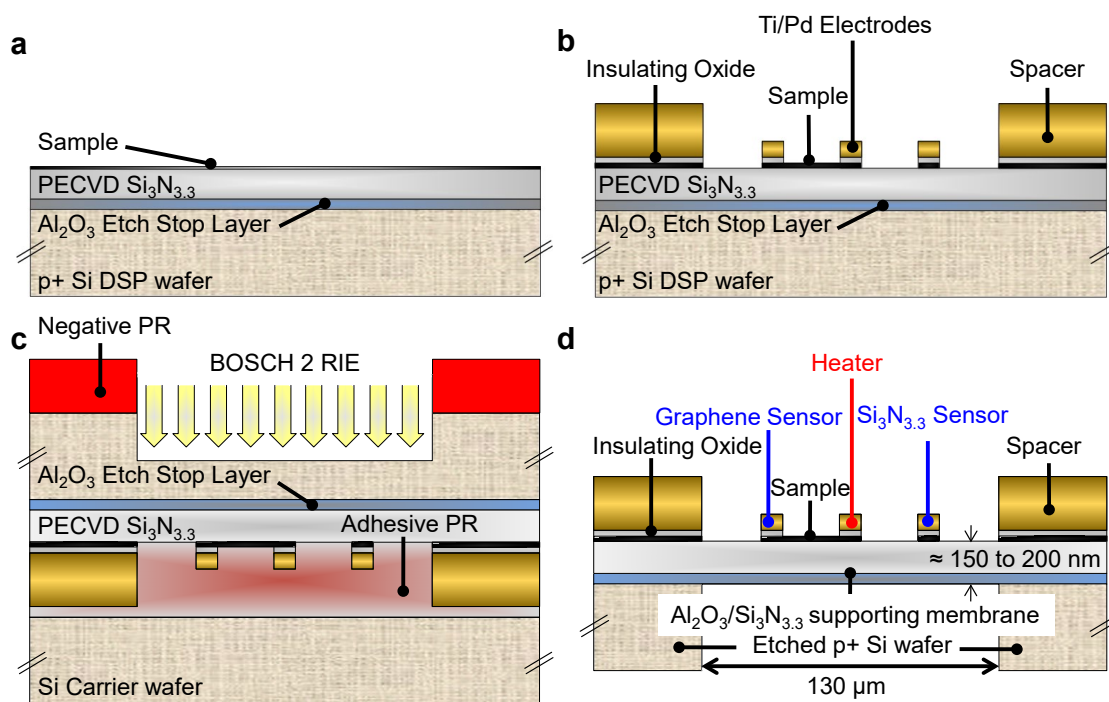 a
Sample
PECVD Si₃N₃.₃
Al₂O₃ Etch Stop Layer
p+ Si DSP wafer
b
Ti/Pd Electrodes
Insulating Oxide
Spacer
Sample
PECVD Si₃N₃.₃
Al₂O₃ Etch Stop Layer
p+ Si DSP wafer
c
Negative PR
BOSCH 2 RIE
Al₂O₃ Etch Stop Layer
PECVD Si₃N₃.₃
Adhesive PR
Si Carrier wafer
d
Heater
Graphene Sensor
Si₃N₃.₃ Sensor
Insulating Oxide
Spacer
Sample
≈ 150 to 200 nm
Al₂O₃/Si₃N₃.₃ supporting membrane
Etched p+ Si wafer
130 µm